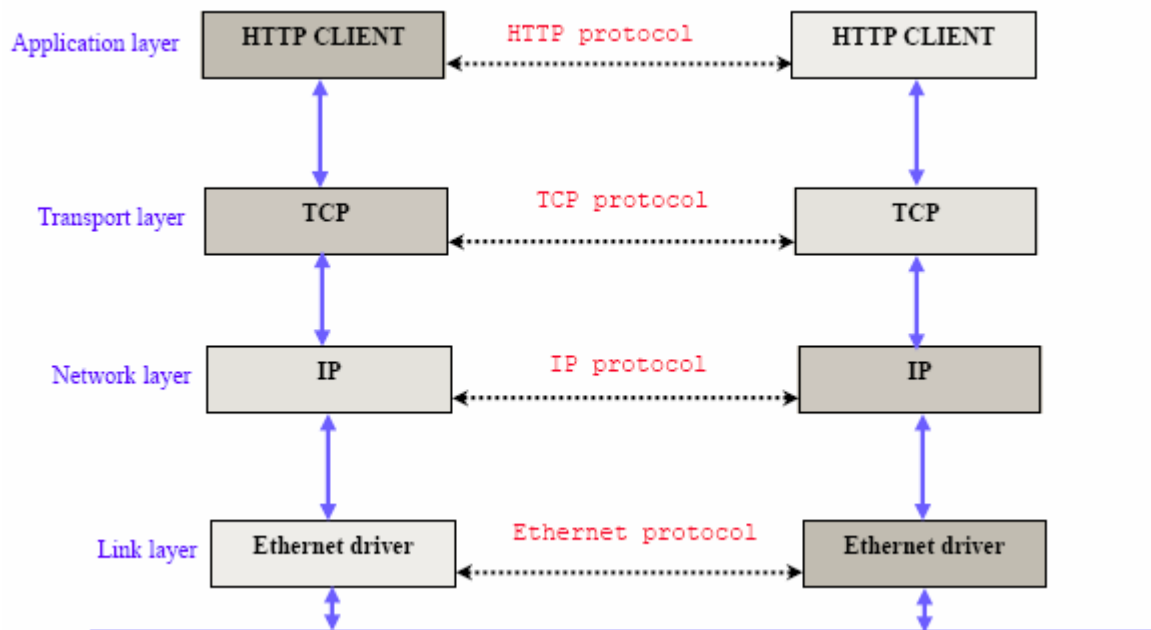 Application layer
HTTP CLIENT
HTTP protocol
HTTP CLIENT
Transport layer
TCP
TCP protocol
TCP
Network layer
IP
IP protocol
IP
Link layer
Ethernet driver
Ethernet protocol
Ethernet driver